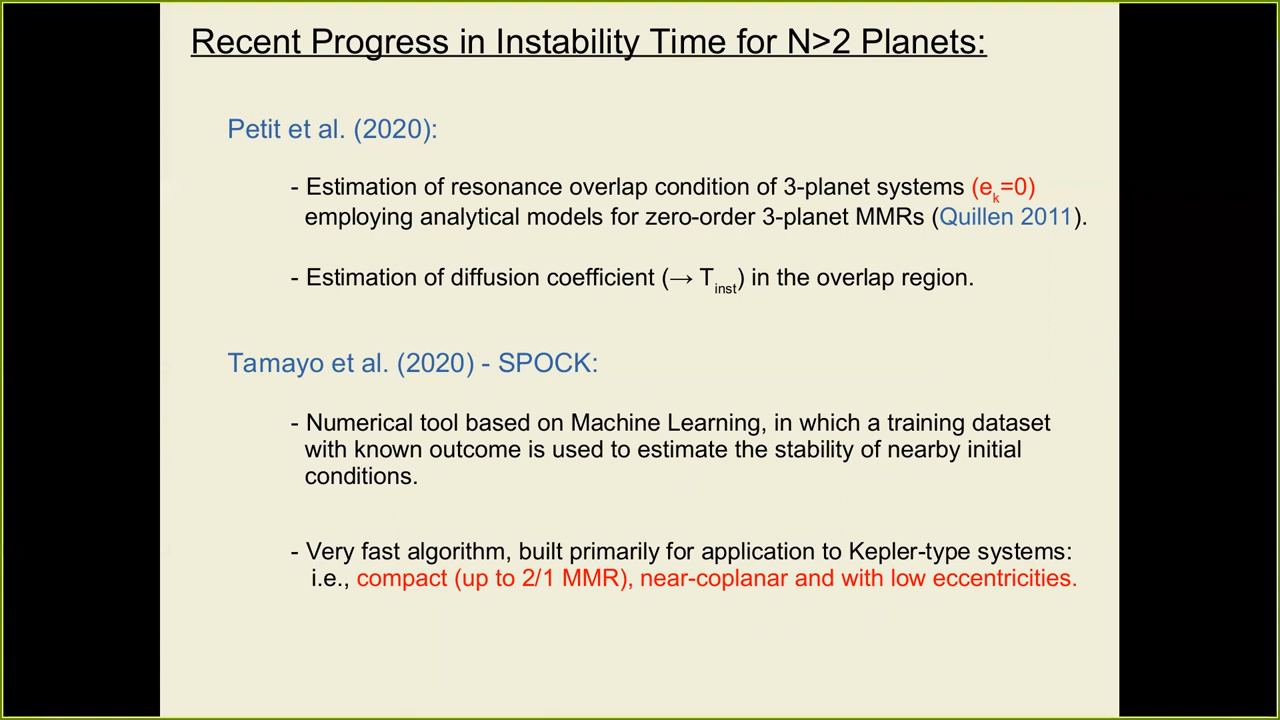 Recent Progress in Instability Time for N>2 Planets:
Petit et al. (2020):
- Estimation of resonance overlap condition of 3-planet systems (ek=0)
employing analytical models for zero-order 3-planet MMRs (Quillen 2011).
- Estimation of diffusion coefficient (→ Tinst) in the overlap region.
Tamayo et al. (2020) - SPOCK:
- Numerical tool based on Machine Learning, in which a training dataset
with known outcome is used to estimate the stability of nearby initial
conditions.
- Very fast algorithm, built primarily for application to Kepler-type systems:
i.e., compact (up to 2/1 MMR), near-coplanar and with low eccentricities.